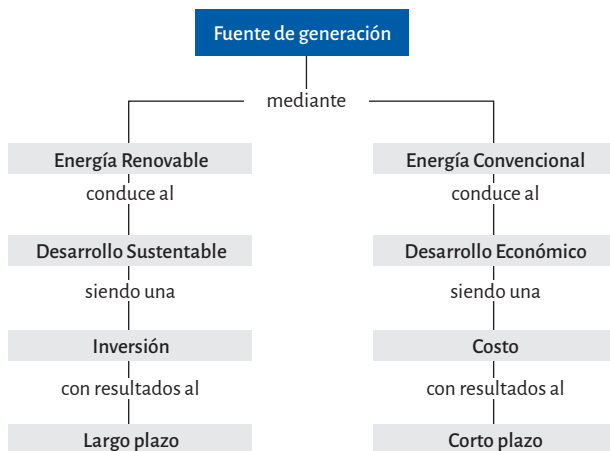 Fuente de generación
mediante
Energía Renovable
conduce al
Desarrollo Sustentable
siendo una
Inversión
con resultados al
Largo plazo
Energía Convencional
conduce al
Desarrollo Económico
siendo una
Costo
con resultados al
Corto plazo